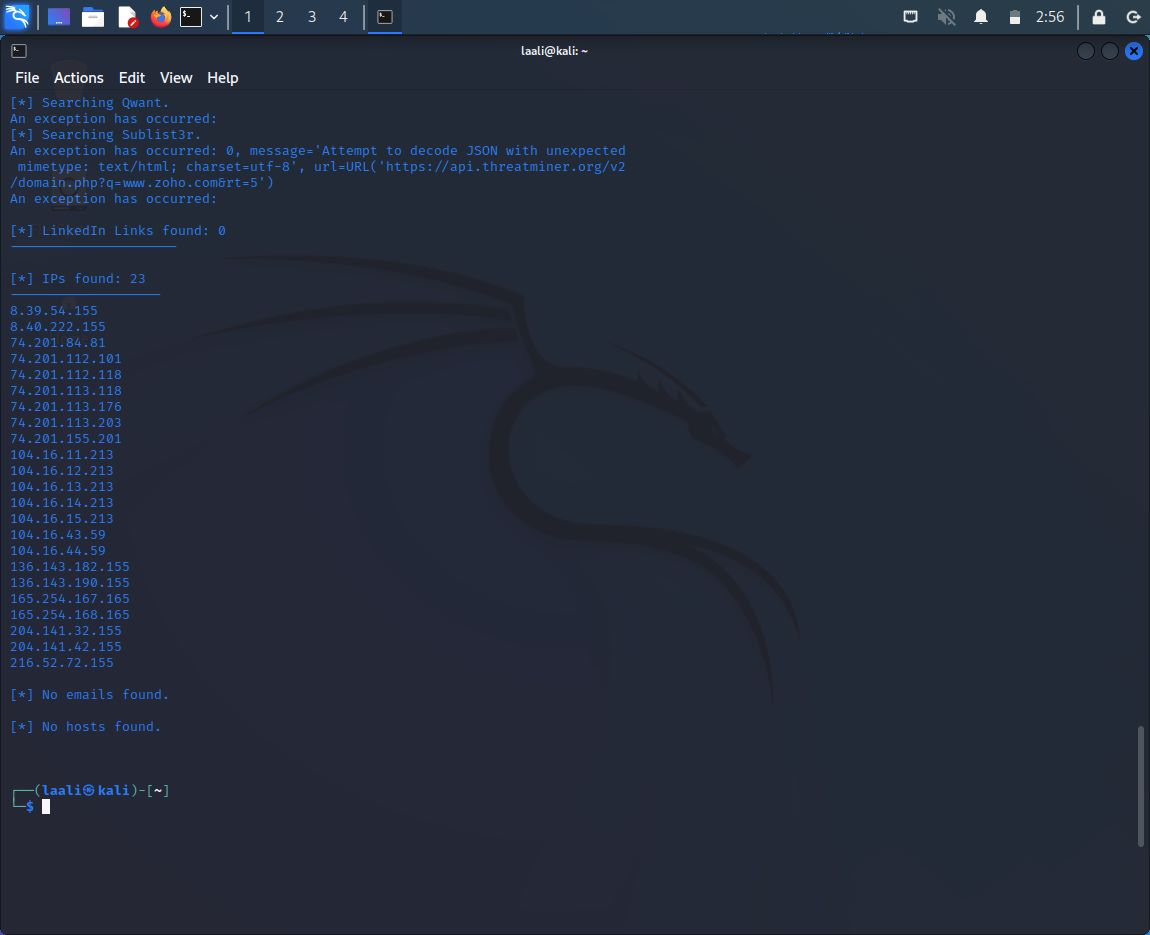 1 2 3 4 2:56
laali@kali: ~
File Actions Edit View Help
[*] Searching Qwant.
An exception has occurred:
[*] Searching Sublist3r.
An exception has occurred: 0, message='Attempt to decode JSON with unexpected
mimetype: text/html; charset=utf-8', url=URL('https://api.threatminer.org/v2
/domain.php?q=www.zoho.com&rt=5')
An exception has occurred:
[*] LinkedIn Links found: 0
---------------------
[*] IPs found: 23
-------------------
8.39.54.155
8.40.222.155
74.201.84.81
74.201.112.101
74.201.112.118
74.201.113.118
74.201.113.176
74.201.113.203
74.201.155.201
104.16.11.213
104.16.12.213
104.16.13.213
104.16.14.213
104.16.15.213
104.16.43.59
104.16.44.59
136.143.182.155
136.143.190.155
165.254.167.165
165.254.168.165
204.141.32.155
204.141.42.155
216.52.72.155
[*] No emails found.
[*] No hosts found.
┌──(laali㉿kali)-[~]
└─$